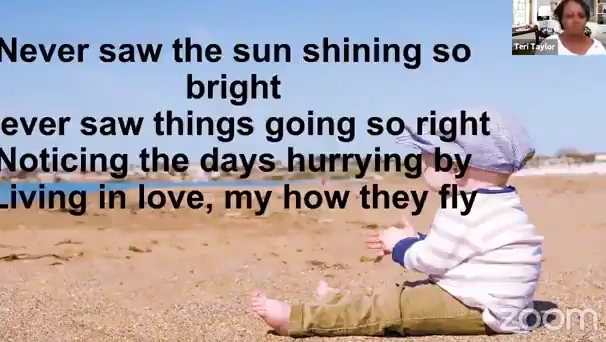 Never saw the sun shining so
bright
ever saw things going so right
Noticing the days hurrying by
Living in love, my how they fly
Teri Taylor
zoom